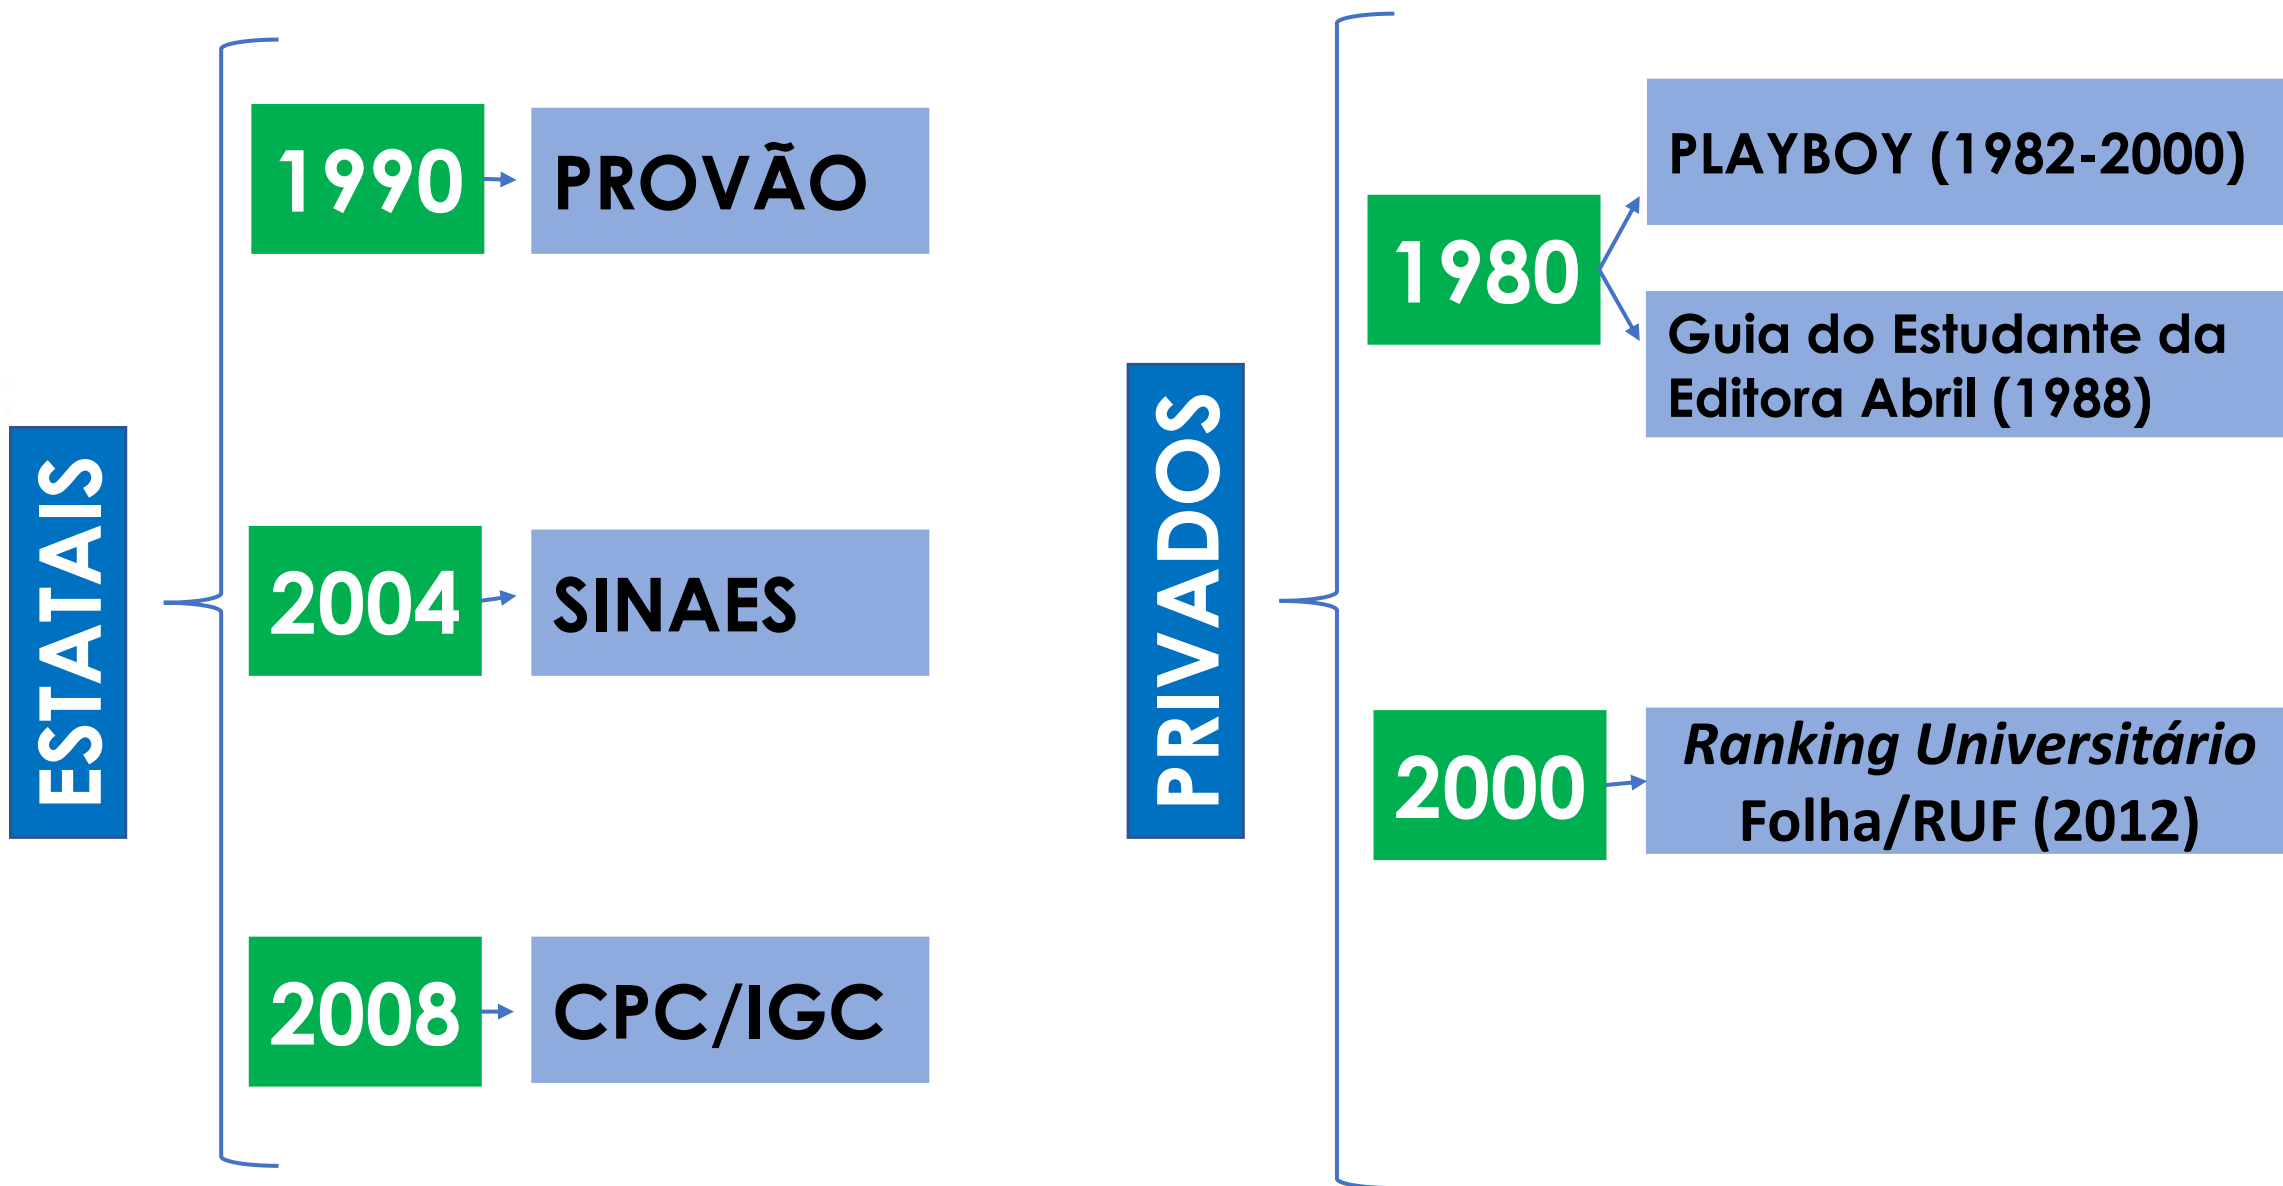 ESTATAIS
1990
PROVÃO
2004
SINAES
2008
CPC/IGC
PRIVADOS
1980
PLAYBOY (1982-2000)
Guia do Estudante da
Editora Abril (1988)
2000
Ranking Universitário
Folha/RUF (2012)